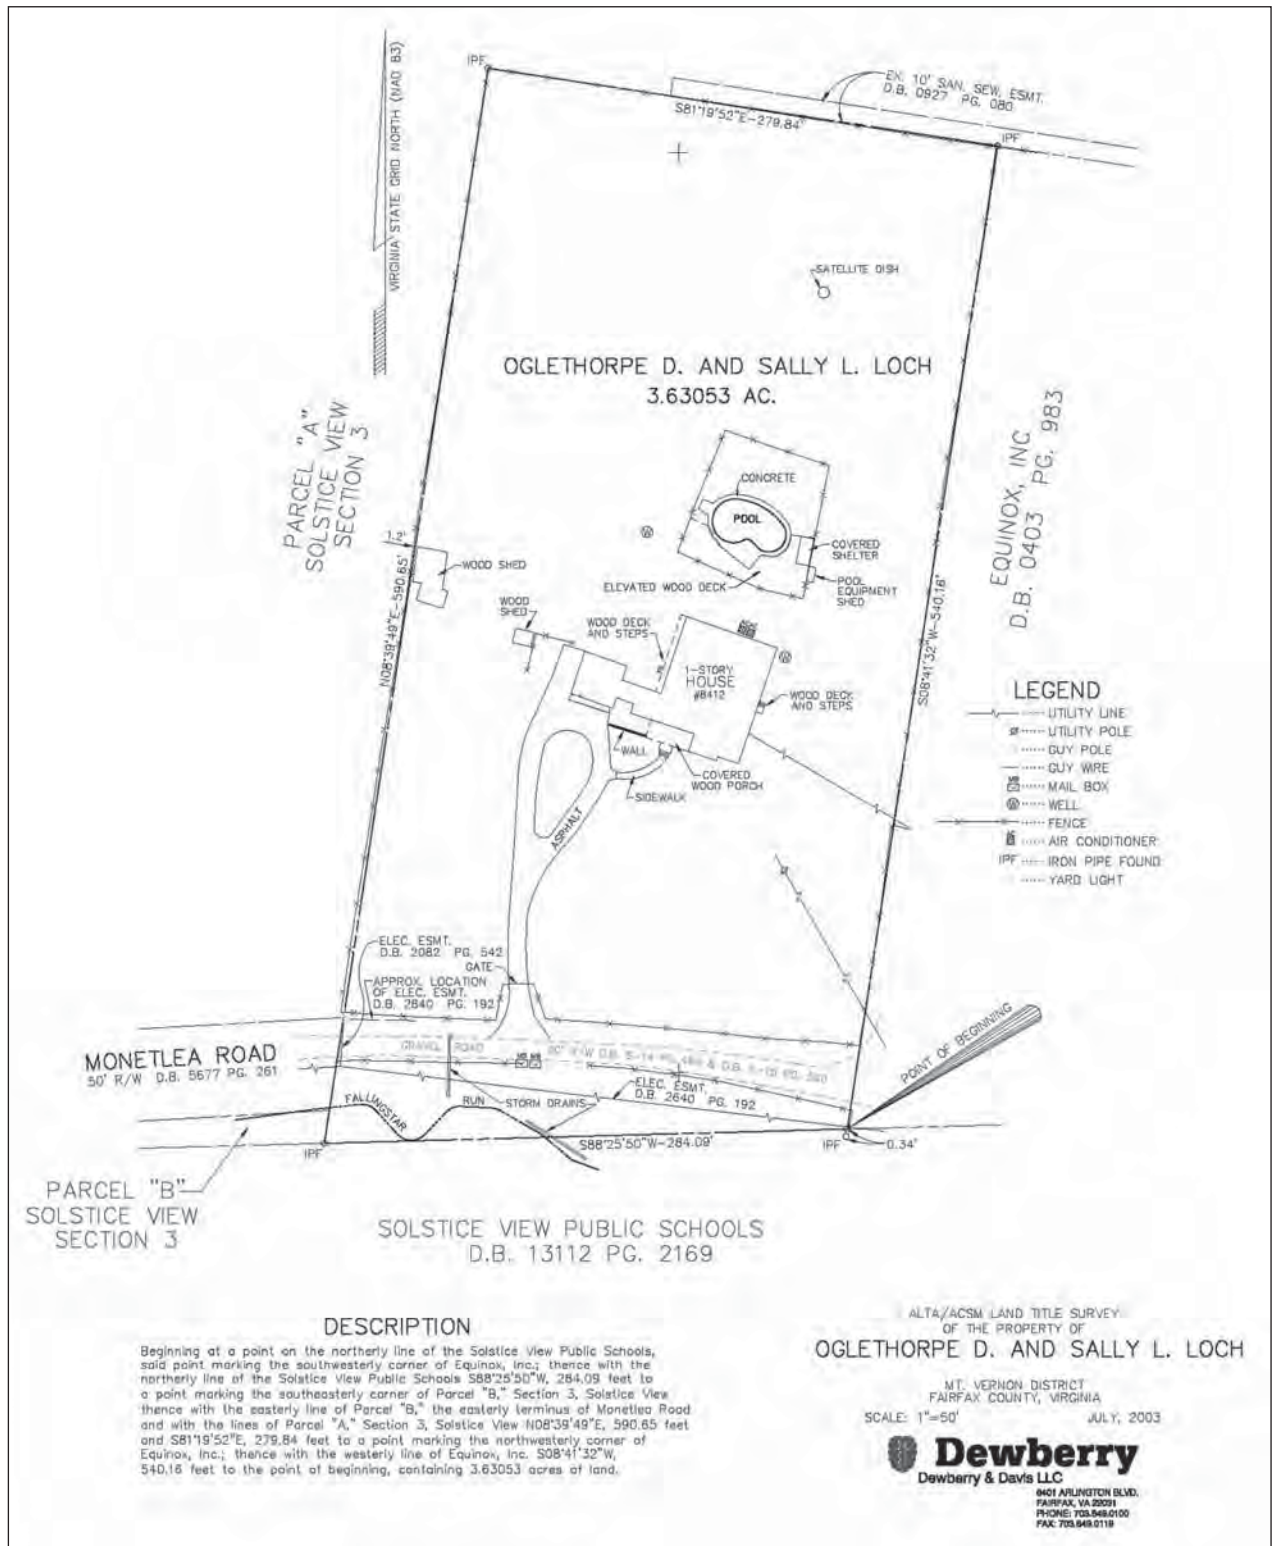 IPF
VIRGINIA STATE GRID NORTH (NAD 83)
EX. 10' SAN. SEW. ESMT.
D.B. 0927 PG. 080
S81°19'52"E-279.84'
IPF
SATELLITE DISH
OGLETHORPE D. AND SALLY L. LOCH
3.63053 AC.
PARCEL "A"
SOLSTICE VIEW
SECTION 3
EQUINOX, INC
D.B. 0403 PG. 983
CONCRETE
POOL
COVERED
SHELTER
POOL
EQUIPMENT
SHED
ELEVATED WOOD DECK
1.2'
WOOD SHED
N08°39'49"E-590.65'
S08°41'32"W-540.16'
WOOD
SHED
WOOD DECK
AND STEPS
1-STORY
HOUSE
#8412
WOOD DECK
AND STEPS
WALL
COVERED
WOOD PORCH
SIDEWALK
ASPHALT
LEGEND
UTILITY LINE
UTILITY POLE
GUY POLE
GUY WIRE
MAIL BOX
WELL
FENCE
AIR CONDITIONER
IPF IRON PIPE FOUND
YARD LIGHT
ELEC. ESMT.
D.B. 2082 PG. 542
GATE
APPROX. LOCATION
OF ELEC. ESMT.
D.B. 2640 PG. 192
POINT OF BEGINNING
MONETLEA ROAD
50' R/W D.B. 5677 PG. 261
GRAVEL ROAD
MB MB
ELEC. ESMT.
D.B. 2640 PG. 192
FALLINGSTAR RUN
STORM DRAINS
S88°25'50"W-284.09'
IPF
IPF
0.34'
PARCEL "B"
SOLSTICE VIEW
SECTION 3
SOLSTICE VIEW PUBLIC SCHOOLS
D.B. 13112 PG. 2169
DESCRIPTION
Beginning at a point on the northerly line of the Solstice View Public Schools,
said point marking the southwesterly corner of Equinox, Inc.; thence with the
northerly line of the Solstice View Public Schools S88°25'50"W, 284.09 feet to
a point marking the southeasterly corner of Parcel "B," Section 3, Solstice View
thence with the easterly line of Parcel "B," the easterly terminus of Monetlea Road
and with the lines of Parcel "A," Section 3, Solstice View N08°39'49"E, 590.65 feet
and S81°19'52"E, 279.84 feet to a point marking the northwesterly corner of
Equinox, Inc.; thence with the westerly line of Equinox, Inc. S08°41'32"W,
540.16 feet to the point of beginning, containing 3.63053 acres of land.
ALTA/ACSM LAND TITLE SURVEY
OF THE PROPERTY OF
OGLETHORPE D. AND SALLY L. LOCH
MT. VERNON DISTRICT
FAIRFAX COUNTY, VIRGINIA
SCALE: 1"=50' JULY, 2003
Dewberry
Dewberry & Davis LLC
8401 ARLINGTON BLVD.
FAIRFAX, VA 22031
PHONE: 703.849.0100
FAX: 703.849.0119